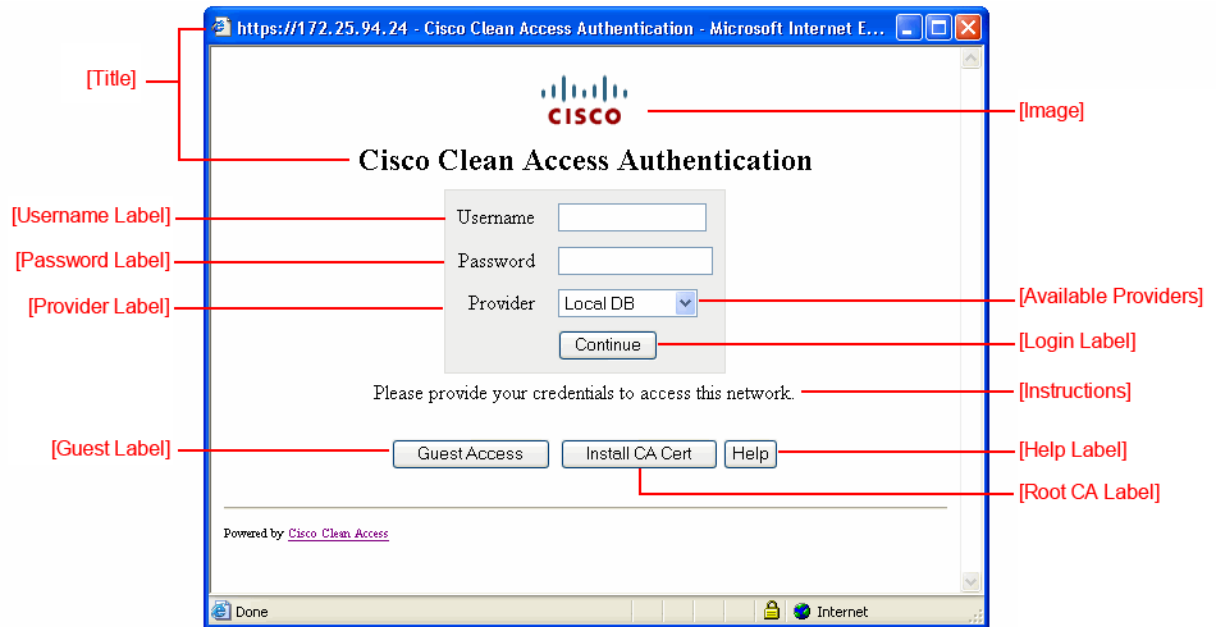 https://172.25.94.24 - Cisco Clean Access Authentication - Microsoft Internet E...
[Title]
CISCO
[Image]
Cisco Clean Access Authentication
[Username Label]
Username
[Password Label]
Password
[Provider Label]
Provider
Local DB
[Available Providers]
Continue
[Login Label]
Please provide your credentials to access this network.
[Instructions]
[Guest Label]
Guest Access
Install CA Cert
Help
[Help Label]
[Root CA Label]
Powered by Cisco Clean Access
Done
Internet